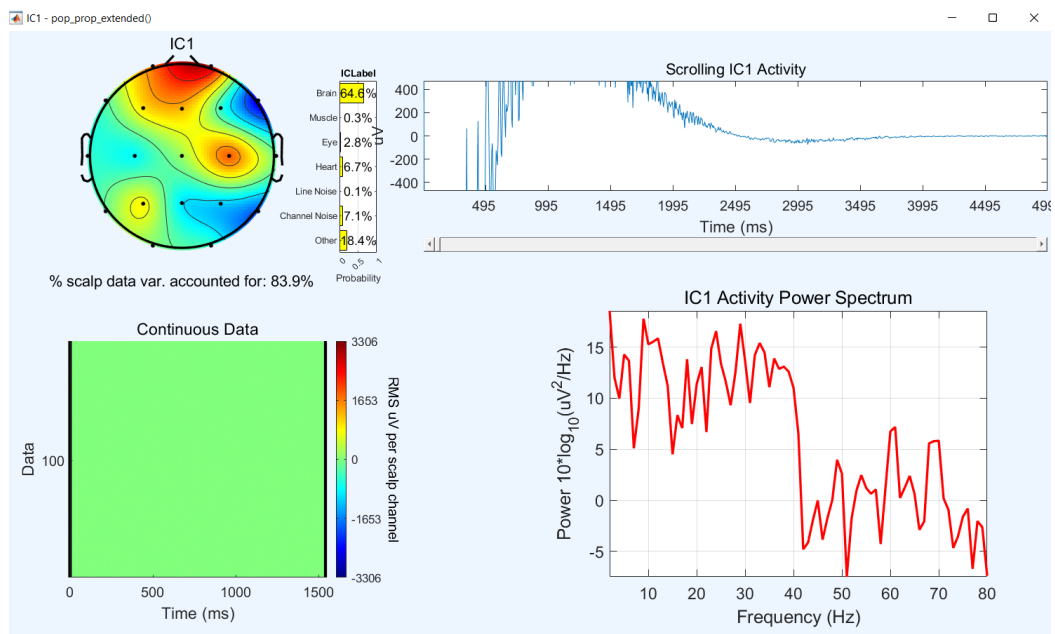 IC1 - pop_prop_extended()
IC1
ICLabel
Brain 64.6%
Muscle 0.3%
Eye 2.8%
Heart 6.7%
Line Noise 0.1%
Channel Noise 7.1%
Other 18.4%
0 0.5 1
Probability
% scalp data var. accounted for: 83.9%
Scrolling IC1 Activity
uV
400
200
0
-200
-400
495 995 1495 1995 2495 2995 3495 3995 4495 49
Time (ms)
Continuous Data
Data
100
0 500 1000 1500
Time (ms)
3306
1653
0
-1653
-3306
RMS uV per scalp channel
IC1 Activity Power Spectrum
Power 10*log10(uV2/Hz)
15
10
5
0
-5
10 20 30 40 50 60 70 80
Frequency (Hz)